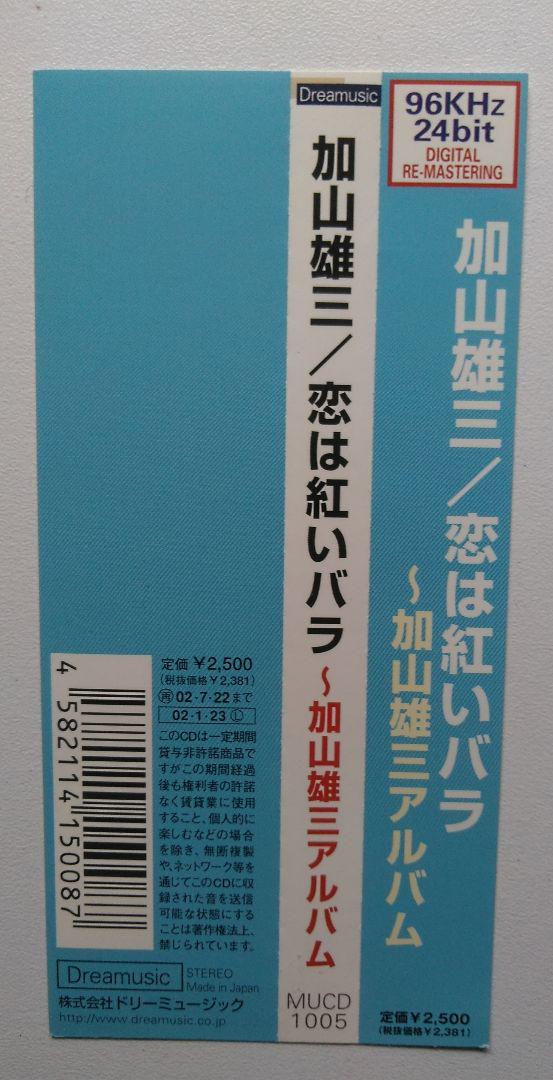 96KHz
24bit
DIGITAL
RE-MASTERING
加山雄三/恋は紅いバラ
~加山雄三アルバム
定価¥2,500
(税抜価格¥2,381)
Dreamusic
加山雄三/恋は紅いバラ~加山雄三アルバム
MUCD
1005
4 582114 150087
定価¥2,500
(税抜価格¥2,381)
再02・7・22まで
02・1・23 Ⓛ
このCDは一定期間
貸与非許諾商品で
すがこの期間経過
後も権利者の許諾
なく賃貸業に使用
すること、個人的に
楽しむなどの場合
を除き、無断複製
や、ネットワーク等を
通じてこのCDに収
録された音を送信
可能な状態にする
ことは著作権法上、
禁じられています。
Dreamusic
STEREO
Made in Japan
株式会社ドリーミュージック
http://www.dreamusic.co.jp